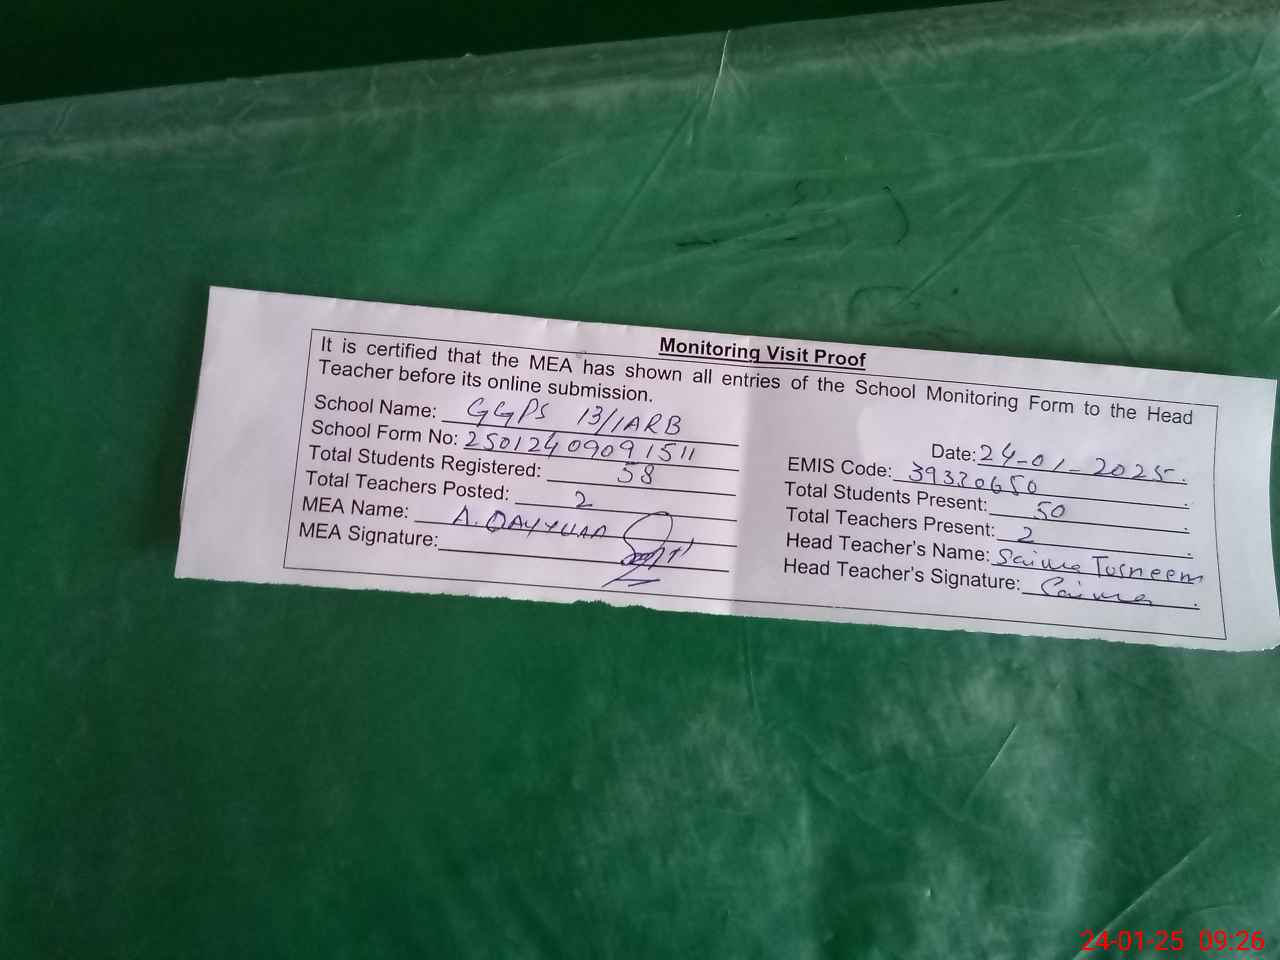 Monitoring Visit Proof
It is certified that the MEA has shown all entries of the School Monitoring Form to the Head
Teacher before its online submission.
School Name: GGPS 13/1ARB
Date: 24-01-2025.
School Form No: 25012409091511
EMIS Code: 39320650
Total Students Registered: 58
Total Students Present: 50
Total Teachers Posted: 2
Total Teachers Present: 2
MEA Name: A. QAYYUM
Head Teacher's Name: Saima Tasneem
MEA Signature:
Head Teacher's Signature: Saima
24-01-25 09:26